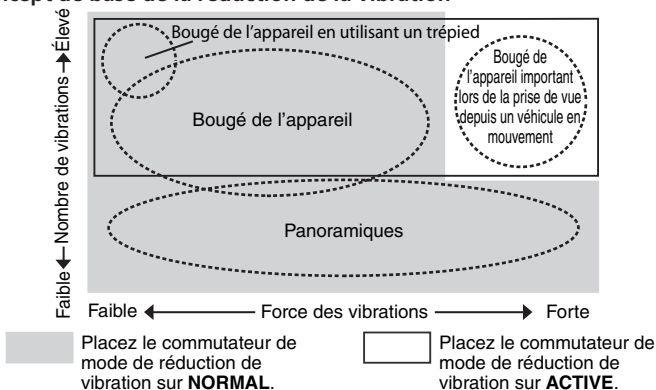 cept de base de la réduction de la vibration
Bougé de l'appareil en utilisant un trépied
Bougé de
l'appareil important
lors de la prise de vue
depuis un véhicule en
mouvement
Bougé de l'appareil
Panoramiques
Faible Nombre de vibrations Élevé
Faible Force des vibrations Forte
Placez le commutateur de
mode de réduction de
vibration sur NORMAL.
Placez le commutateur de
mode de réduction de
vibration sur ACTIVE.